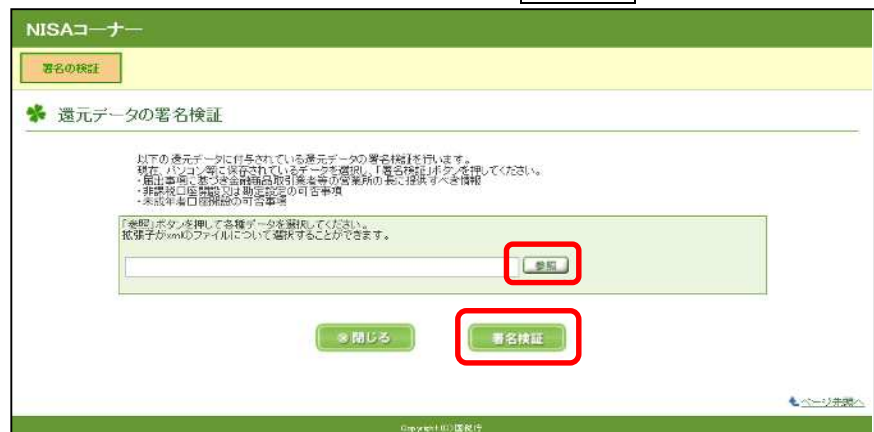 NISAコーナー
署名の検証
還元データの署名検証
以下の還元データに付与されている還元データの署名検証を行います。
現在、パソコン等に保存されているデータを選択し、「署名検証」ボタンを押してください。
・届出事項に基づき金融商品取引業者等の営業所の長に提供すべき情報
・非課税口座開設又は勘定設定の可否事項
・未成年者口座開設の可否事項
「参照」ボタンを押して各種データを選択してください。
拡張子がxmlのファイルについて選択することができます。
参照
閉じる
署名検証
ページ先頭へ
Copyright (C) 国税庁